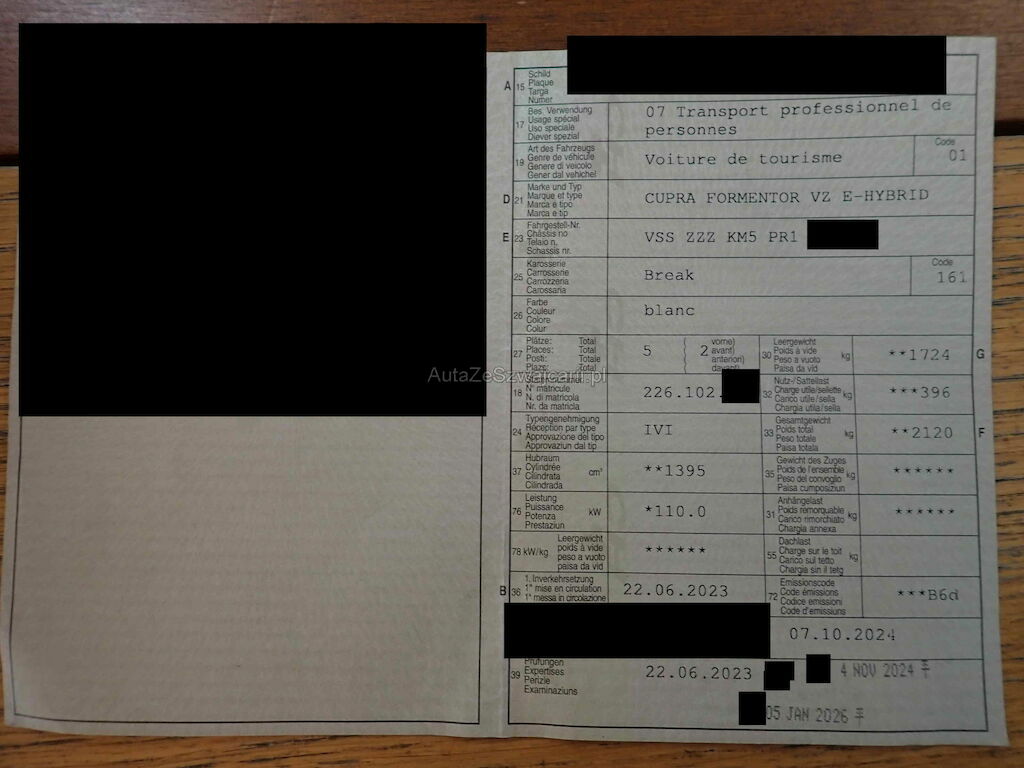 A 15 Schild
Plaque
Targa
Numer
17 Bes. Verwendung
Usage spécial
Uso speciale
Diever spezial
07 Transport professionnel de
personnes
19 Art des Fahrzeugs
Genre de véhicule
Genere di veicolo
Gener dal vehichel
Voiture de tourisme
Code
01
D 21 Marke und Typ
Marque et type
Marca e tipo
Marca e tip
CUPRA FORMENTOR VZ E-HYBRID
E 23 Fahrgestell-Nr.
Châssis no
Telaio n.
Schassis nr.
VSS ZZZ KM5 PR1
25 Karosserie
Carrosserie
Carrozzeria
Carossaria
Break
Code
161
26 Farbe
Couleur
Colore
Colur
blanc
27 Plätze: Total
Places: Total
Posti: Totale
Plazs: Total
5 ( 2 vorne)
avant)
anteriori)
davant)
30 Leergewicht
Poids à vide
Peso a vuoto
Paisa da vid
kg **1724 G
AutaZeSzwajcarii.pl
18 Stammnummer
N° matricule
N. di matricola
Nr. da matricla
226.102.
32 Nutz-/Sattellast
Charge utile/sellette
Carico utile/sella
Chargia utila/sella
kg ***396
24 Typengenehmigung
Réception par type
Approvazione del tipo
Approvaziun dal tip
IVI
33 Gesamtgewicht
Poids total
Peso totale
Paisa totala
kg **2120 F
37 Hubraum
Cylindrée
Cilindrata
Cilindrada
cm³ **1395
35 Gewicht des Zuges
Poids de l'ensemble
Peso del convoglio
Paisa cumposiziun
kg ******
76 Leistung
Puissance
Potenza
Prestaziun
kW *110.0
31 Anhängelast
Poids remorquable
Carico rimorchiato
Chargia annexa
kg ******
78 kW/kg Leergewicht
poids à vide
peso a vuoto
paisa da vid
******
55 Dachlast
Charge sur le toit
Carico sul tetto
Chargia sin il tetg
kg
B 36 1. Inverkehrsetzung
1re mise en circulation
1a messa in circolazione
22.06.2023
72 Emissionscode
Code émissions
Codice emissioni
Code d'emissiuns
***B6d
07.10.2024
39 Prüfungen
Expertises
Perizie
Examinaziuns
22.06.2023
4 NOV 2024
05 JAN 2026